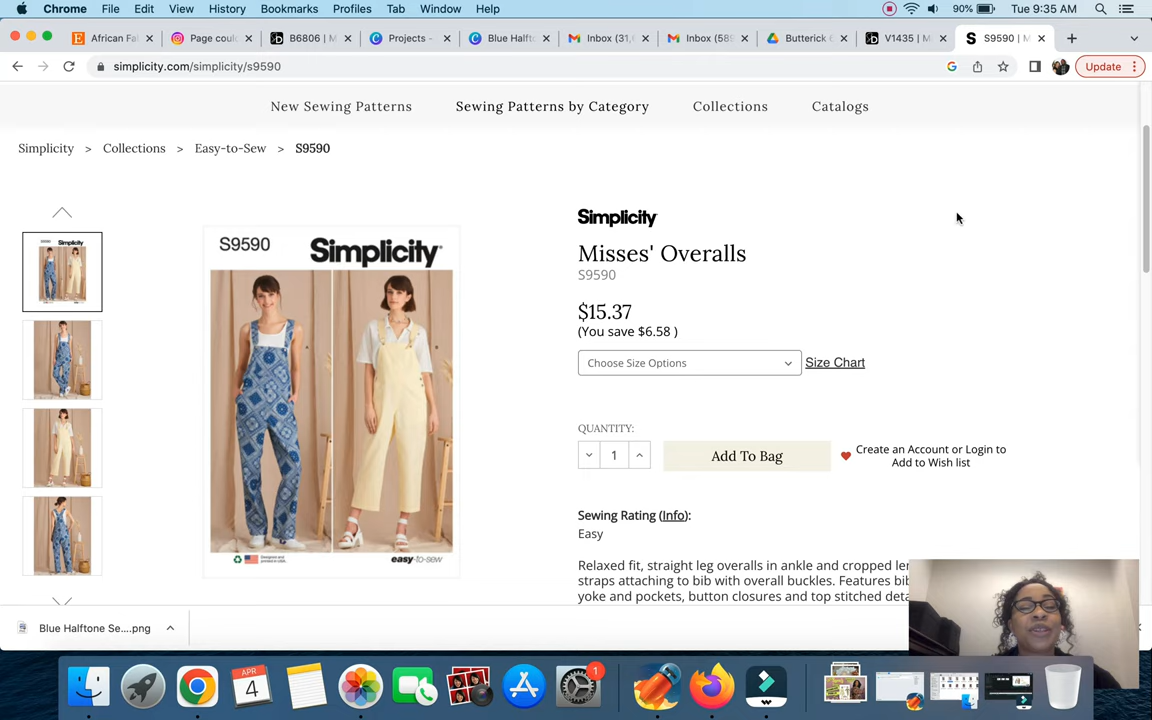 Chrome File Edit View History Bookmarks Profiles Tab Window Help 90% Tue 9:35 AM
African Fa Page coul B6806 | M Projects - Blue Halfto Inbox (31, Inbox (589 Butterick V1435 | M S9590 | M
simplicity.com/simplicity/s9590 Update
New Sewing Patterns Sewing Patterns by Category Collections Catalogs
Simplicity > Collections > Easy-to-Sew > S9590
Simplicity
Misses' Overalls
S9590
$15.37
(You save $6.58 )
Choose Size Options Size Chart
QUANTITY:
1 Add To Bag Create an Account or Login to
Add to Wish list
Sewing Rating (Info):
Easy
Relaxed fit, straight leg overalls in ankle and cropped
straps attaching to bib with overall buckles. Features
yoke and pockets, button closures and top stitched
S9590 Simplicity
easy-to-sew
Blue Halftone Se....png
APR
4
1